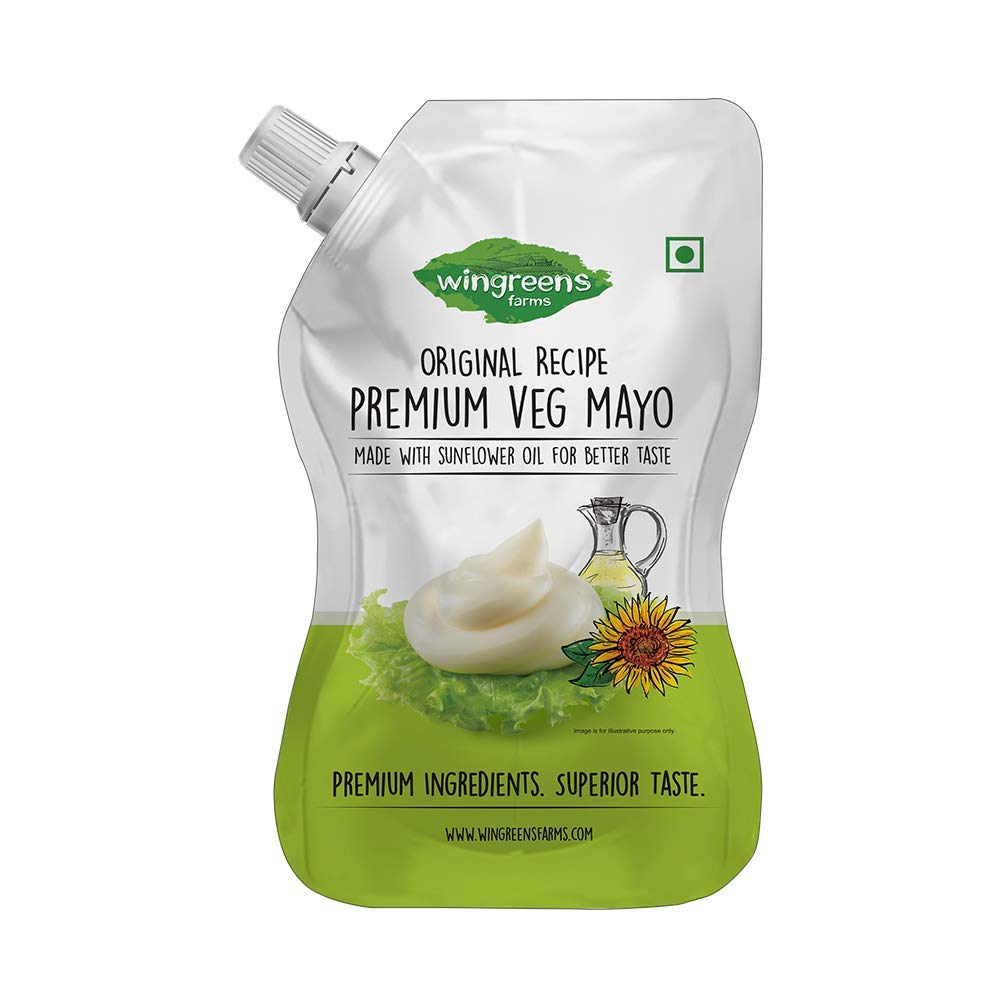 wingreens
farms
ORIGINAL RECIPE
PREMIUM VEG MAYO
MADE WITH SUNFLOWER OIL FOR BETTER TASTE
Image is for illustrative purpose only.
PREMIUM INGREDIENTS. SUPERIOR TASTE.
WWW.WINGREENSFARMS.COM